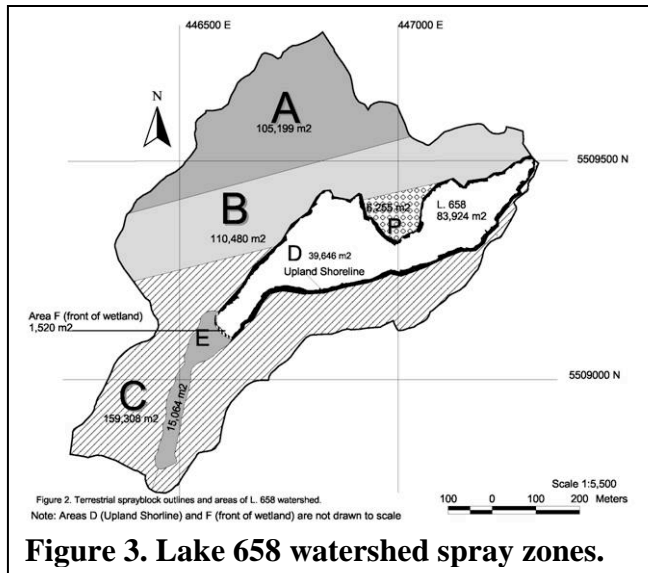 446500 E
447000 E
N
A
105,199 m2
5509500 N
B
110,480 m2
6,255 m2
P
L. 658
83,924 m2
D 39,646 m2
Upland Shoreline
Area F (front of wetland)
1,520 m2
E
5509000 N
C
159,308 m2
15,064 m2
Scale 1:5,500
Figure 2. Terrestrial sprayblock outlines and areas of L. 658 watershed.
100 0 100 200 Meters
Note: Areas D (Upland Shorline) and F (front of wetland) are not drawn to scale
Figure 3. Lake 658 watershed spray zones.